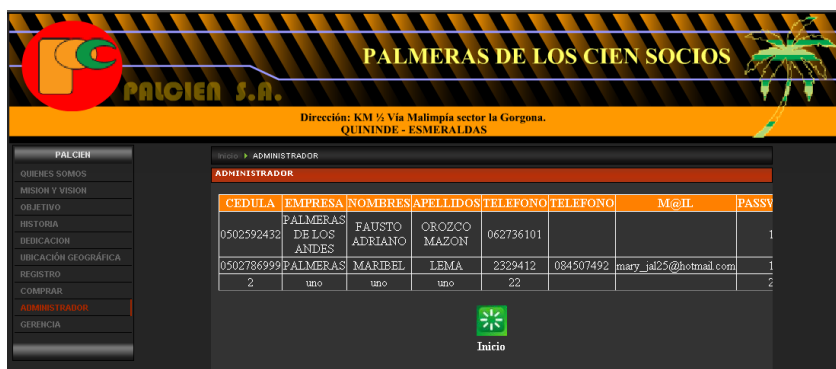 PALMERAS DE LOS CIEN SOCIOS
PALCIEN S.A.
Dirección: KM ½ Vía Malimpía sector la Gorgona.
QUININDE - ESMERALDAS
PALCIEN
QUIENES SOMOS
MISION Y VISION
OBJETIVO
HISTORIA
DEDICACION
UBICACIÓN GEOGRÁFICA
REGISTRO
COMPRAR
ADMINISTRADOR
GERENCIA
Inicio ADMINISTRADOR
ADMINISTRADOR
CEDULA EMPRESA NOMBRES APELLIDOS TELEFONO TELEFONO M@IL PASSW
0502592432 PALMERAS DE LOS ANDES FAUSTO ADRIANO OROZCO MAZON 062736101 1
0502786999 PALMERAS MARIBEL LEMA 2329412 084507492 mary_jal25@hotmail.com 1
2 uno uno uno 22 2
Inicio